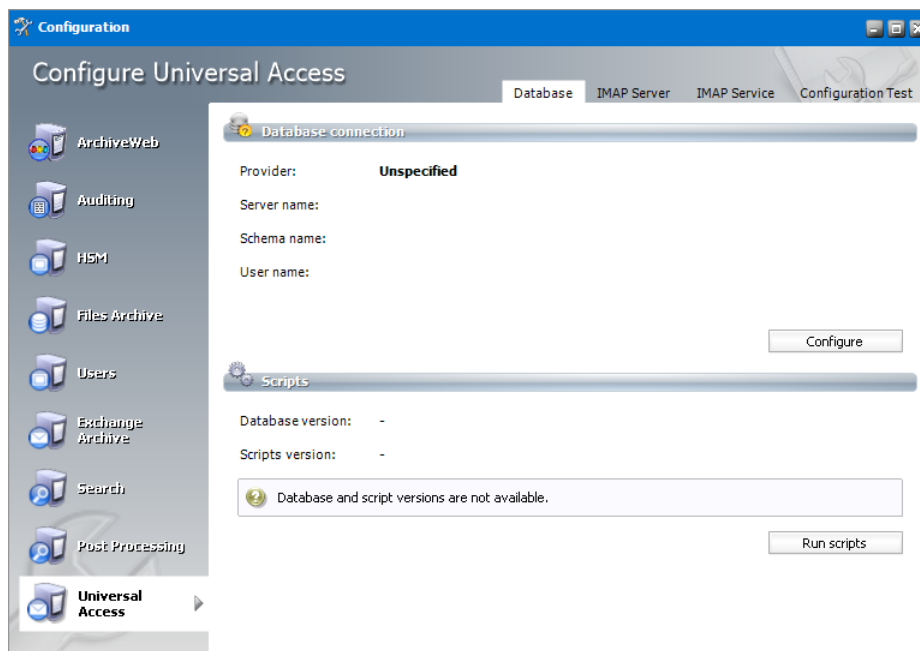 Configuration
Configure Universal Access
Database IMAP Server IMAP Service Configuration Test
ArchiveWeb
Auditing
HSM
Files Archive
Users
Exchange
Archive
Search
Post Processing
Universal
Access
Database connection
Provider: Unspecified
Server name:
Schema name:
User name:
Configure
Scripts
Database version: -
Scripts version: -
Database and script versions are not available.
Run scripts